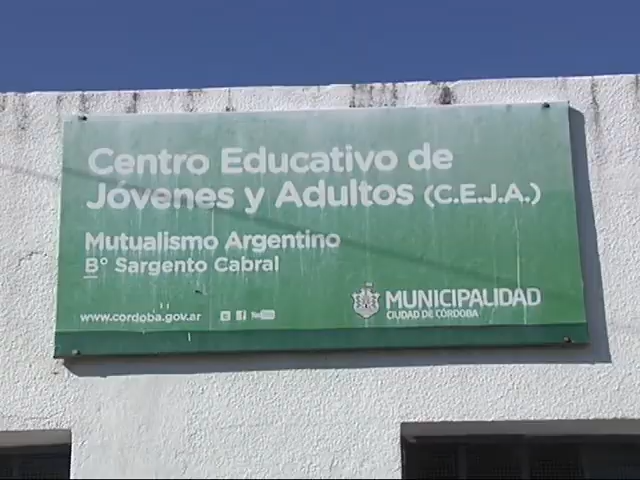 Centro Educativo de
Jóvenes y Adultos (C.E.J.A.)
Mutualismo Argentino
B° Sargento Cabral
www.cordoba.gov.ar
MUNICIPALIDAD
CIUDAD DE CÓRDOBA